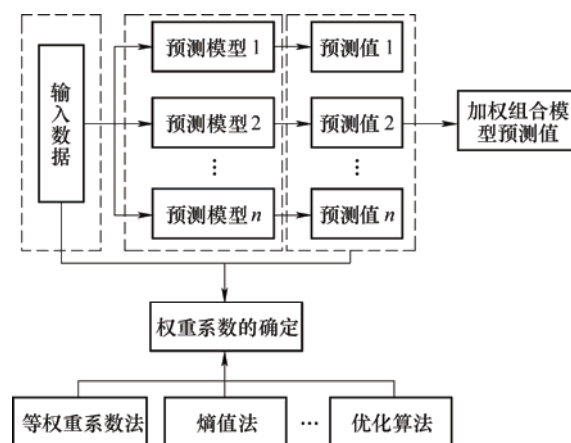 输入数据
预测模型1
预测值1
预测模型2
预测值2
加权组合模
型预测值
⋮
⋮
预测模型n
预测值n
权重系数的确定
等权重系数法
熵值法
…
优化算法